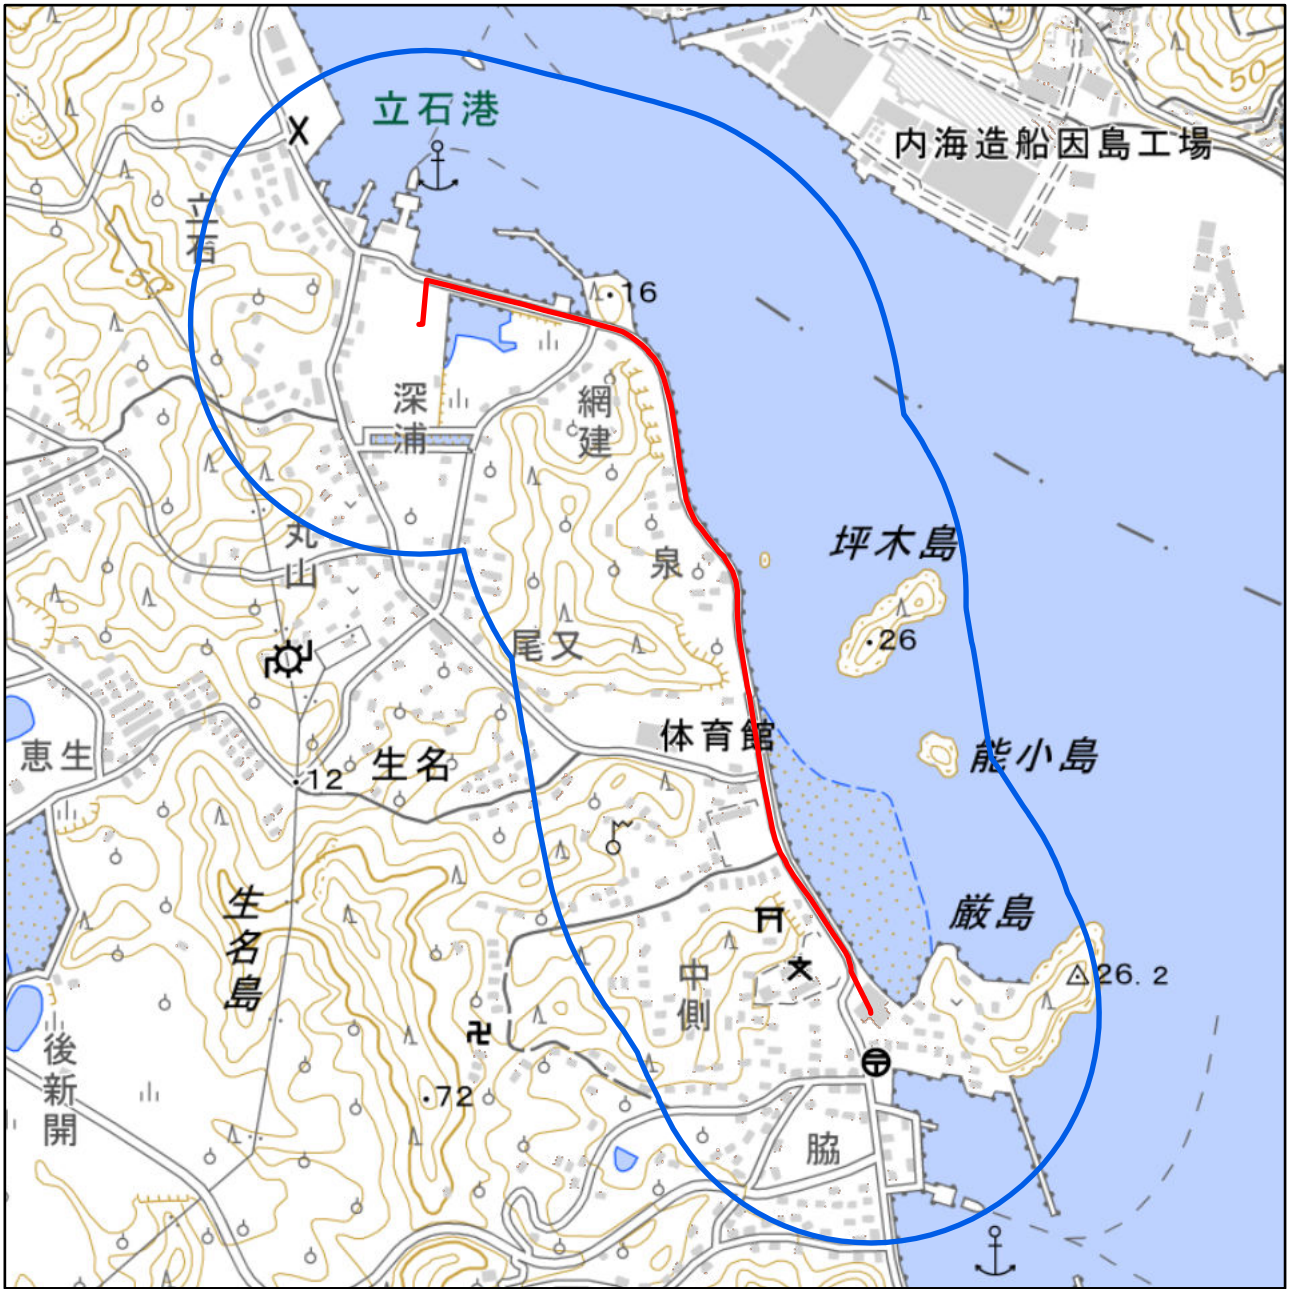 立石港
内海造船因島工場
50
立石
50
16
深浦
網建
丸山
泉
坪木島
26
尾又
体育館
能小島
恵生
生名
12
生名島
厳島
26.2
中側
後新開
72
脇